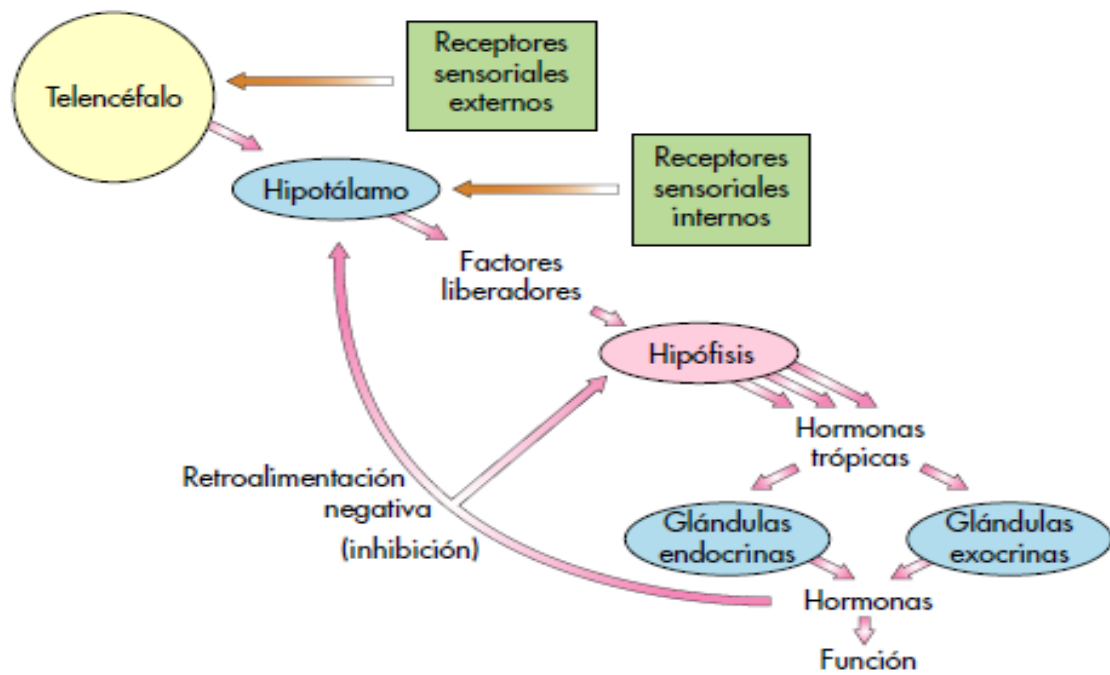 Receptores
sensoriales
externos
Telencéfalo
Receptores
sensoriales
internos
Hipotálamo
Factores
liberadores
Hipófisis
Hormonas
trópicas
Retroalimentación
negativa
(inhibición)
Glándulas
endocrinas
Glándulas
exocrinas
Hormonas
Función